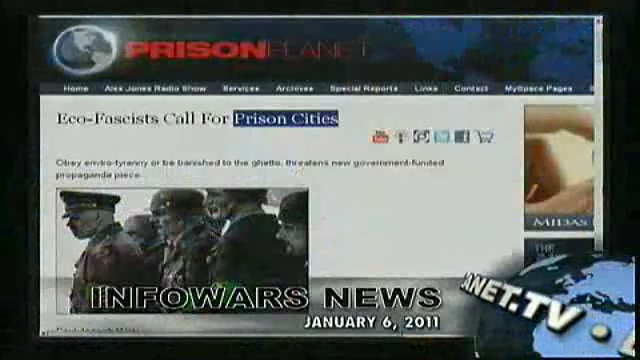 PRISONPLANET
Home Alex Jones Radio Show Services Archives Special Reports Links Contact MySpace Pages
Eco-Fascists Call For Prison Cities
Obey enviro-tyranny or be banished to the ghetto, threatens new government-funded
propaganda piece.
MIDAS
THE
INFOWARS NEWS
JANUARY 6, 2011
ANET.TV